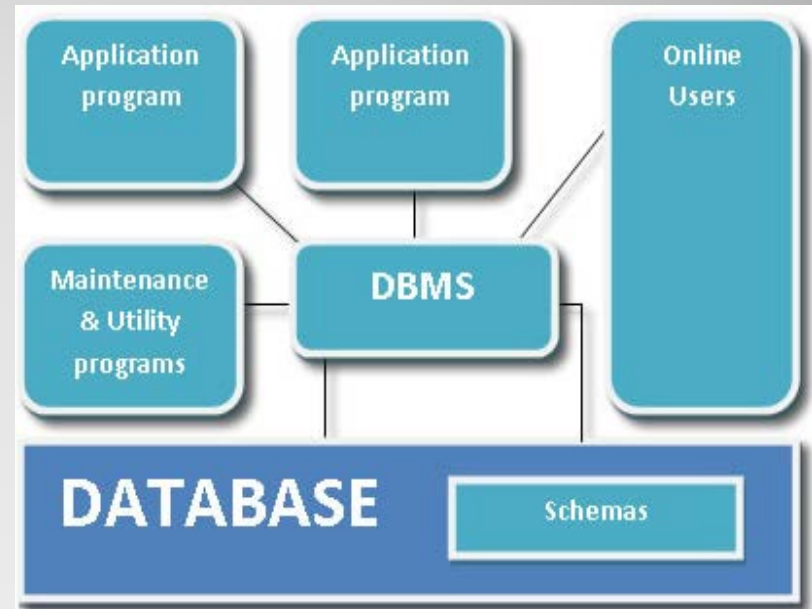 Application
program
Application
program
Online
Users
Maintenance
& Utility
programs
DBMS
DATABASE
Schemas